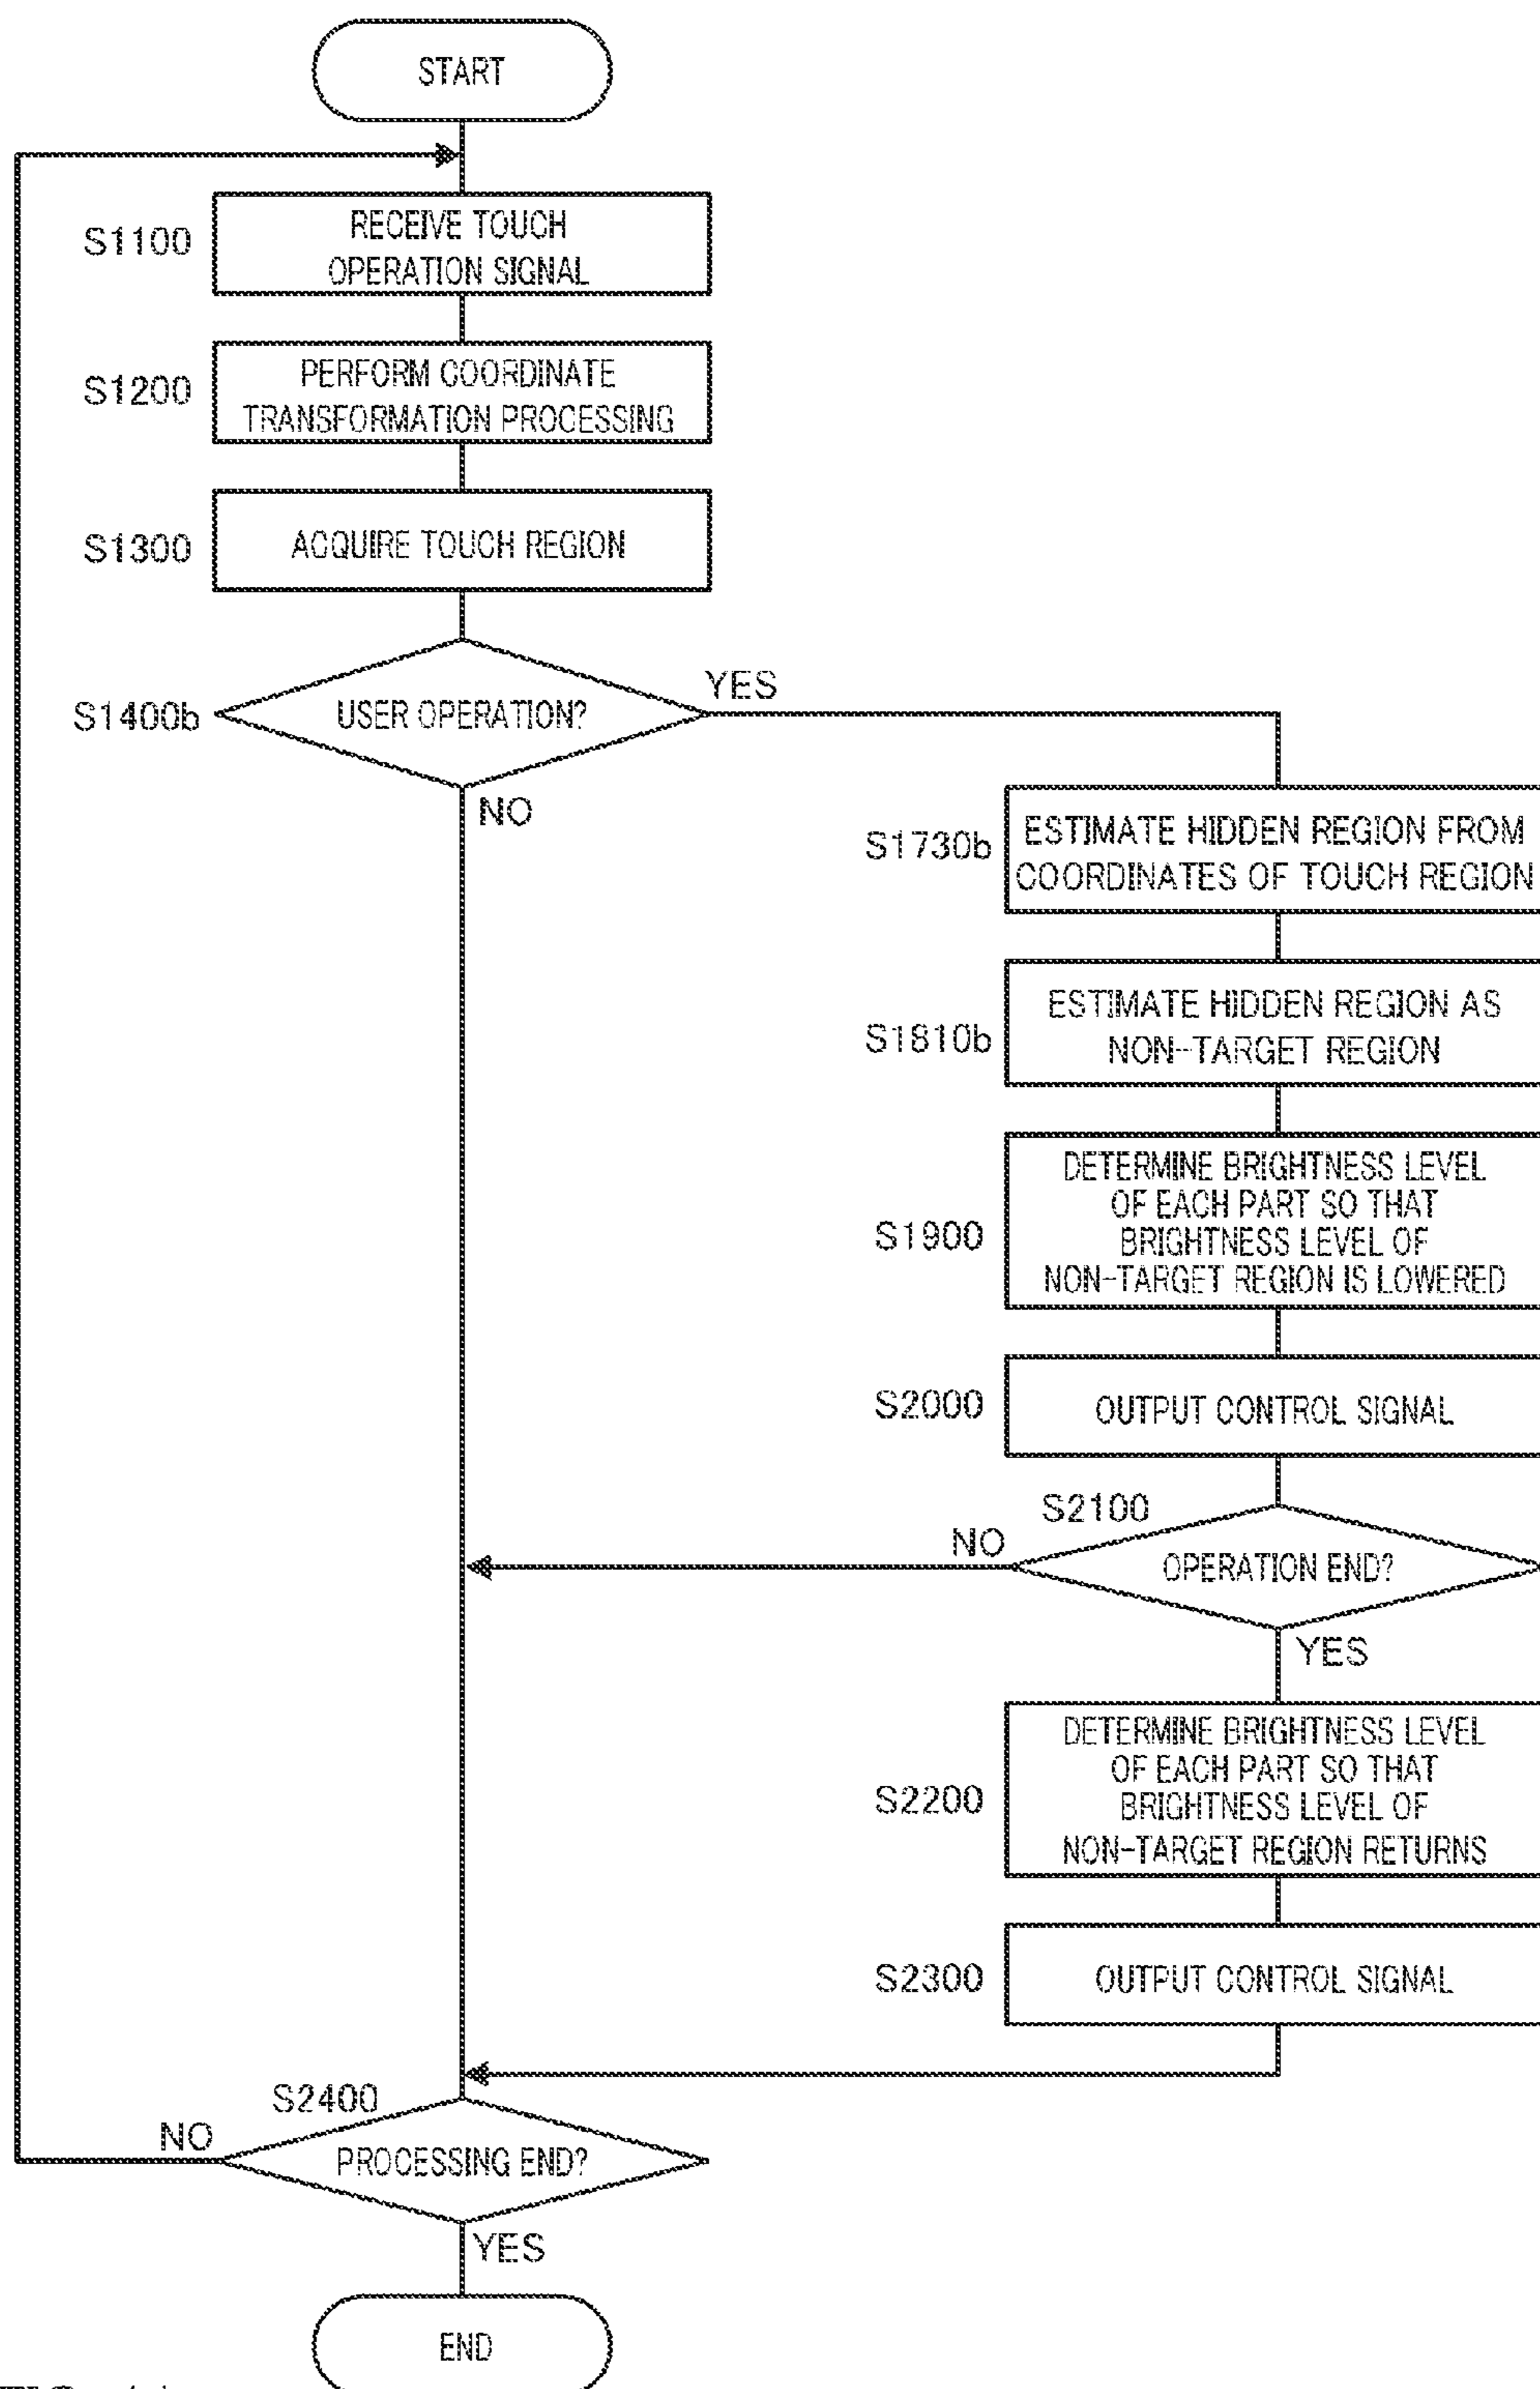 START
S1100
RECEIVE TOUCH
OPERATION SIGNAL
S1200
PERFORM COORDINATE
TRANSFORMATION PROCESSING
S1300
ACQUIRE TOUCH REGION
S1400b
USER OPERATION?
YES
NO
S1730b
ESTIMATE HIDDEN REGION FROM
COORDINATES OF TOUCH REGION
S1810b
ESTIMATE HIDDEN REGION AS
NON-TARGET REGION
S1900
DETERMINE BRIGHTNESS LEVEL
OF EACH PART SO THAT
BRIGHTNESS LEVEL OF
NON-TARGET REGION IS LOWERED
S2000
OUTPUT CONTROL SIGNAL
S2100
NO
OPERATION END?
YES
S2200
DETERMINE BRIGHTNESS LEVEL
OF EACH PART SO THAT
BRIGHTNESS LEVEL OF
NON-TARGET REGION RETURNS
S2300
OUTPUT CONTROL SIGNAL
S2400
NO
PROCESSING END?
YES
END